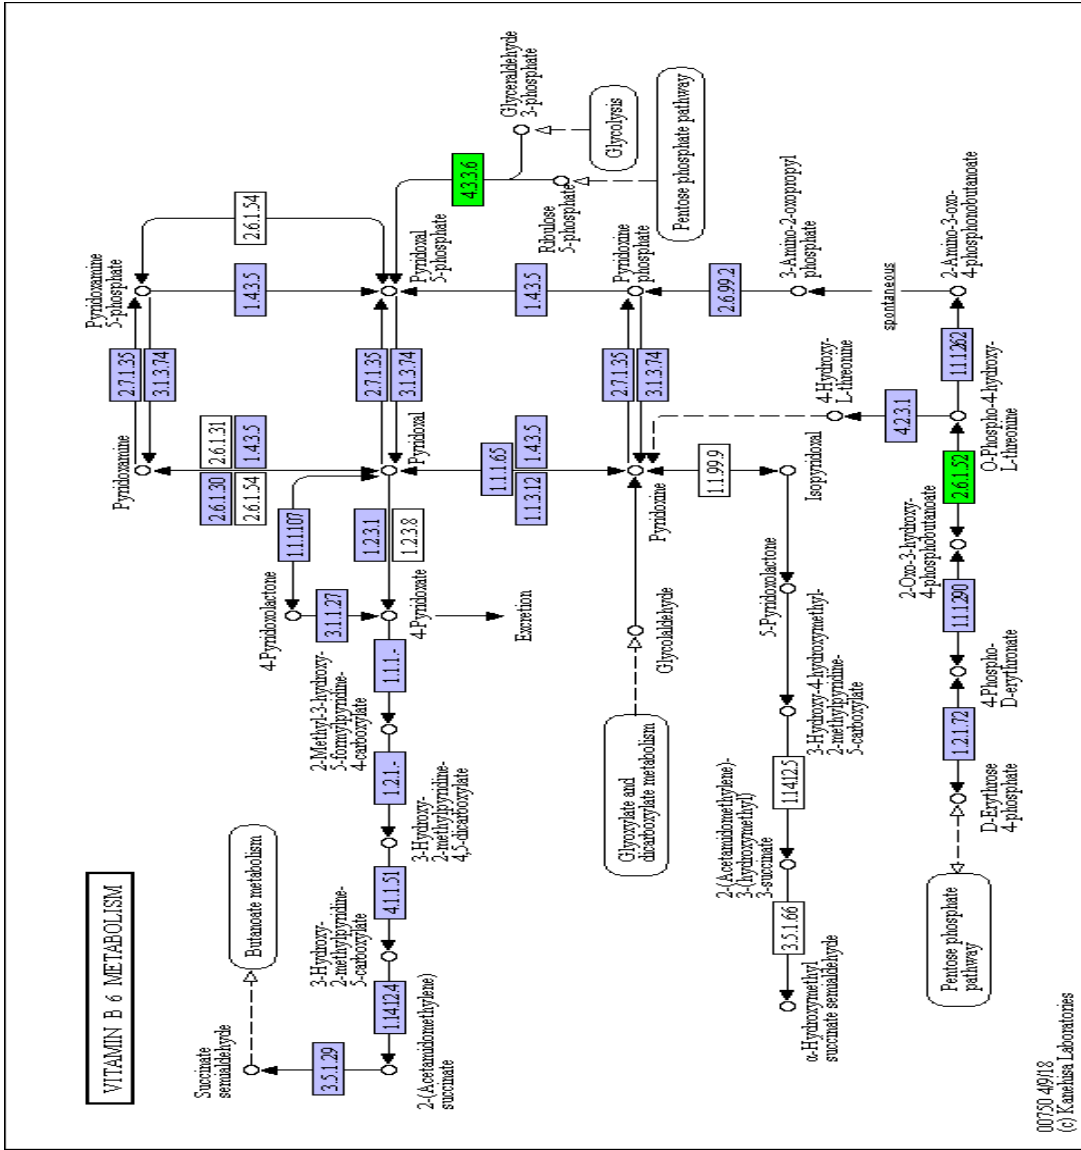 VITAMIN B 6 METABOLISM
Succinate
semialdehyde
Butanoate metabolism
3.5.1.29
2-(Acetamidomethylene)
succinate
1.14.12.4
3-Hydroxy-
2-methylpyridine-
5-carboxylate
4.1.1.51
3-Hydroxy-
2-methylpyridine-
4,5-dicarboxylate
1.2.1.-
2-Methyl-3-hydroxy-
5-formylpyridine-
4-carboxylate
1.1.1.-
4-Pyridoxolactone
3.1.1.27
4-Pyridoxate
Excretion
1.1.1.107
1.2.3.1
1.2.3.8
Pyridoxamine
2.6.1.30
2.6.1.31
2.6.1.54
1.4.3.5
Pyridoxal
2.7.1.35
3.1.3.74
Pyridoxamine
5-phosphate
1.4.3.5
2.6.1.54
2.7.1.35
3.1.3.74
Pyridoxal
5-phosphate
4.3.3.6
Glyceraldehyde
3-phosphate
Glycolysis
Ribulose
5-phosphate
Pentose phosphate pathway
1.1.1.65
1.1.3.12
1.4.3.5
1.4.3.5
Glyoxylate and
dicarboxylate metabolism
Glycolaldehyde
Pyridoxine
2.7.1.35
3.1.3.74
Pyridoxine
phosphate
1.1.99.9
2.6.99.2
α-Hydroxymethyl
succinate semialdehyde
3.5.1.66
2-(Acetamidomethylene)-
3-(hydroxymethyl)
3-succinate
1.14.12.5
3-Hydroxy-4-hydroxymethyl-
2-methylpyridine-
5-carboxylate
5-Pyridoxolactone
Isopyridoxal
4-Hydroxy-
L-threonine
3-Amino-2-oxopropyl
phosphate
4.2.3.1
spontaneous
Pentose phosphate
pathway
D-Erythrose
4-phosphate
1.2.1.72
4-Phospho-
D-erythronate
1.1.1.290
2-Oxo-3-hydroxy-
4-phosphobutanoate
2.6.1.52
O-Phospho-4-hydroxy-
L-threonine
1.1.1.262
2-Amino-3-oxo-
4-phosphonobutanoate
00750 4/9/18
(c) Kanehisa Laboratories